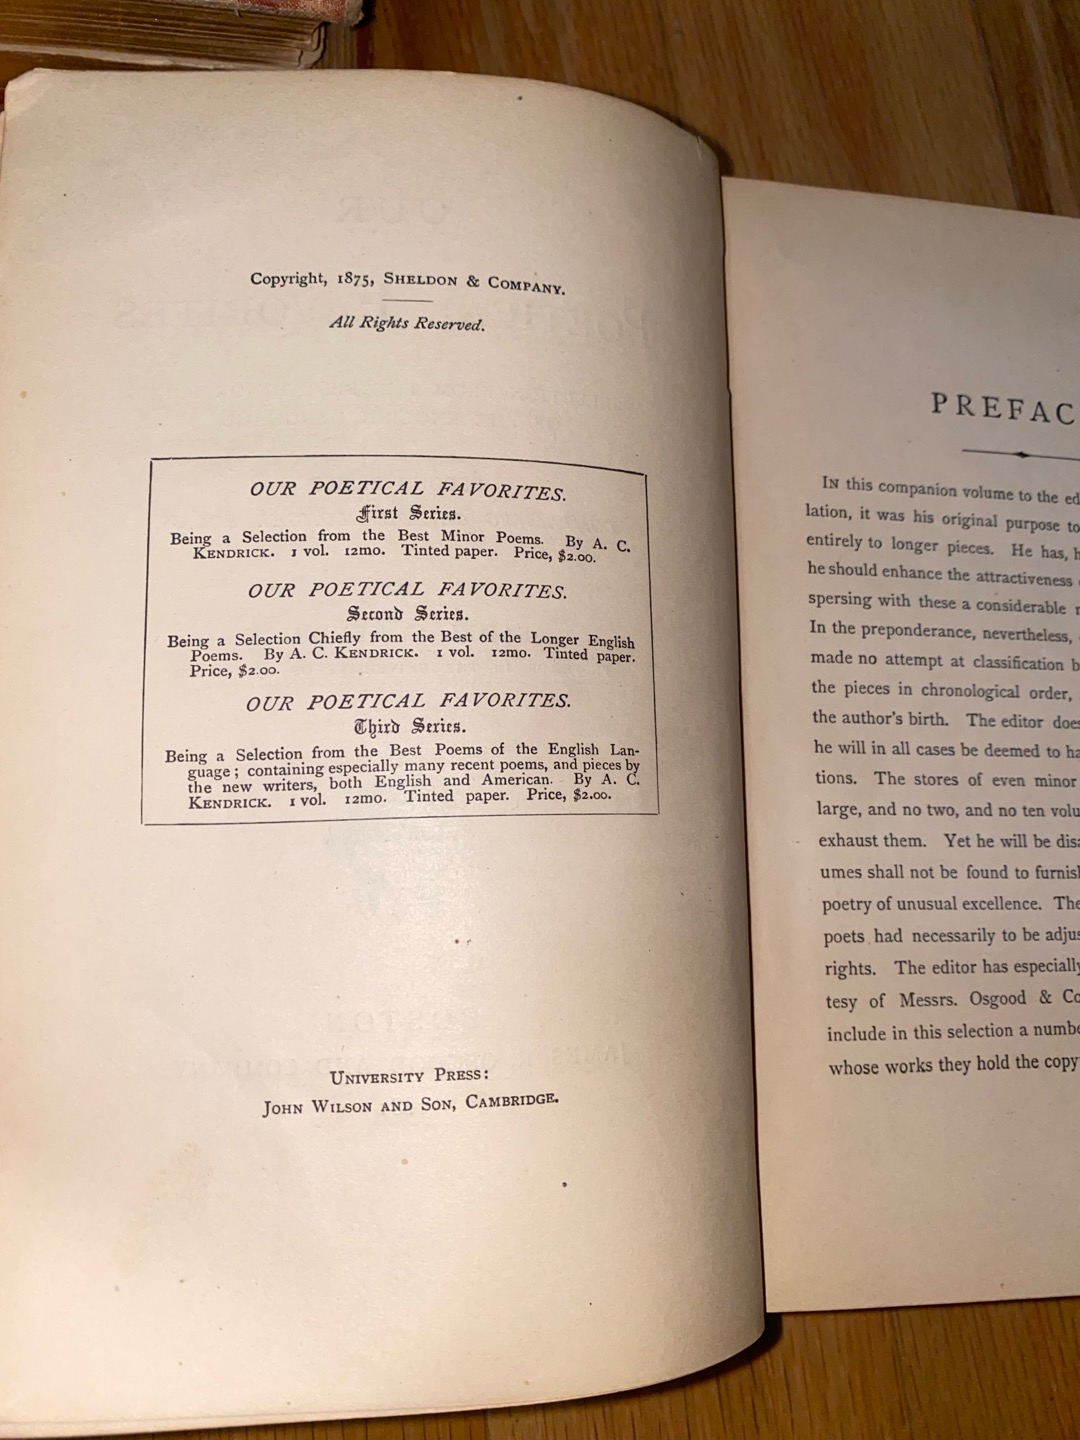 Copyright, 1875, SHELDON & COMPANY.
All Rights Reserved.
OUR POETICAL FAVORITES.
First Series.
Being a Selection from the Best Minor Poems. By A. C.
KENDRICK. 1 vol. 12mo. Tinted paper. Price, $2.00.
OUR POETICAL FAVORITES.
Second Series.
Being a Selection Chiefly from the Best of the Longer English
Poems. By A. C. KENDRICK. 1 vol. 12mo. Tinted paper.
Price, $2.00.
OUR POETICAL FAVORITES.
Third Series.
Being a Selection from the Best Poems of the English Lan-
guage; containing especially many recent poems, and pieces by
the new writers, both English and American. By A. C.
KENDRICK. 1 vol. 12mo. Tinted paper. Price, $2.00.
UNIVERSITY PRESS:
JOHN WILSON AND SON, CAMBRIDGE.
PREFAC
IN this companion volume to the ed
lation, it was his original purpose to
entirely to longer pieces. He has, h
he should enhance the attractiveness
spersing with these a considerable
In the preponderance, nevertheless,
made no attempt at classification b
the pieces in chronological order,
the author's birth. The editor does
he will in all cases be deemed to ha
tions. The stores of even minor
large, and no two, and no ten volu
exhaust them. Yet he will be disa
umes shall not be found to furnish
poetry of unusual excellence. The
poets had necessarily to be adjus
rights. The editor has especially
tesy of Messrs. Osgood & Co
include in this selection a numbe
whose works they hold the copy